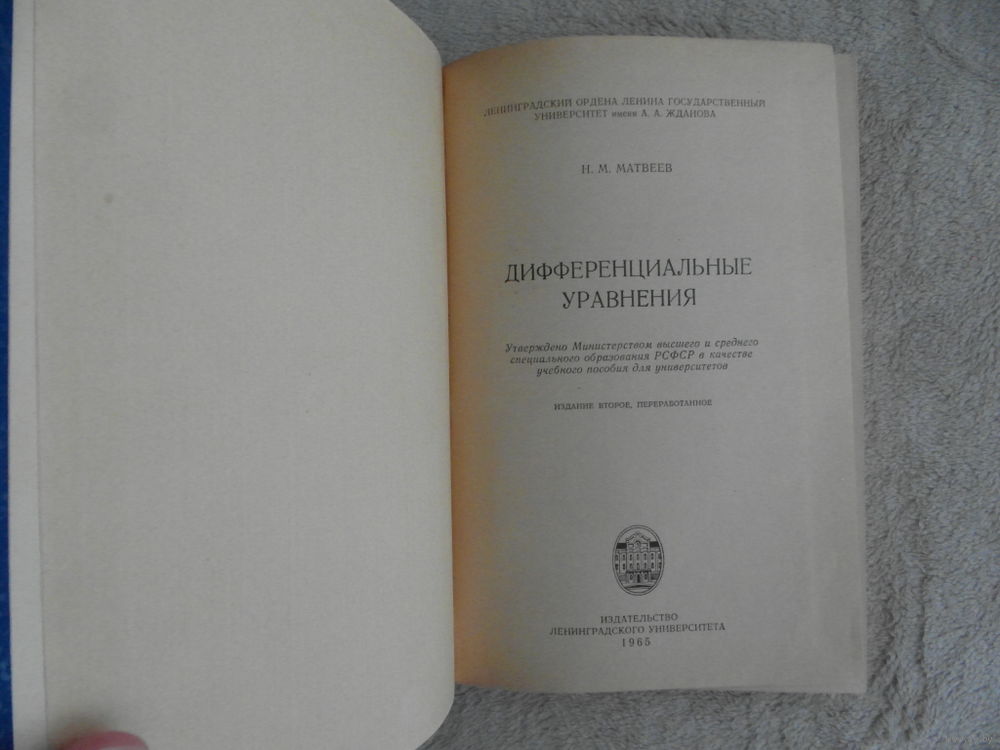 ЛЕНИНГРАДСКИЙ ОРДЕНА ЛЕНИНА ГОСУДАРСТВЕННЫЙ
УНИВЕРСИТЕТ имени А. А. ЖДАНОВА
Н. М. МАТВЕЕВ
ДИФФЕРЕНЦИАЛЬНЫЕ
УРАВНЕНИЯ
Утверждено Министерством высшего и среднего
специального образования РСФСР в качестве
учебного пособия для университетов
ИЗДАНИЕ ВТОРОЕ, ПЕРЕРАБОТАННОЕ
ИЗДАТЕЛЬСТВО
ЛЕНИНГРАДСКОГО УНИВЕРСИТЕТА
1965